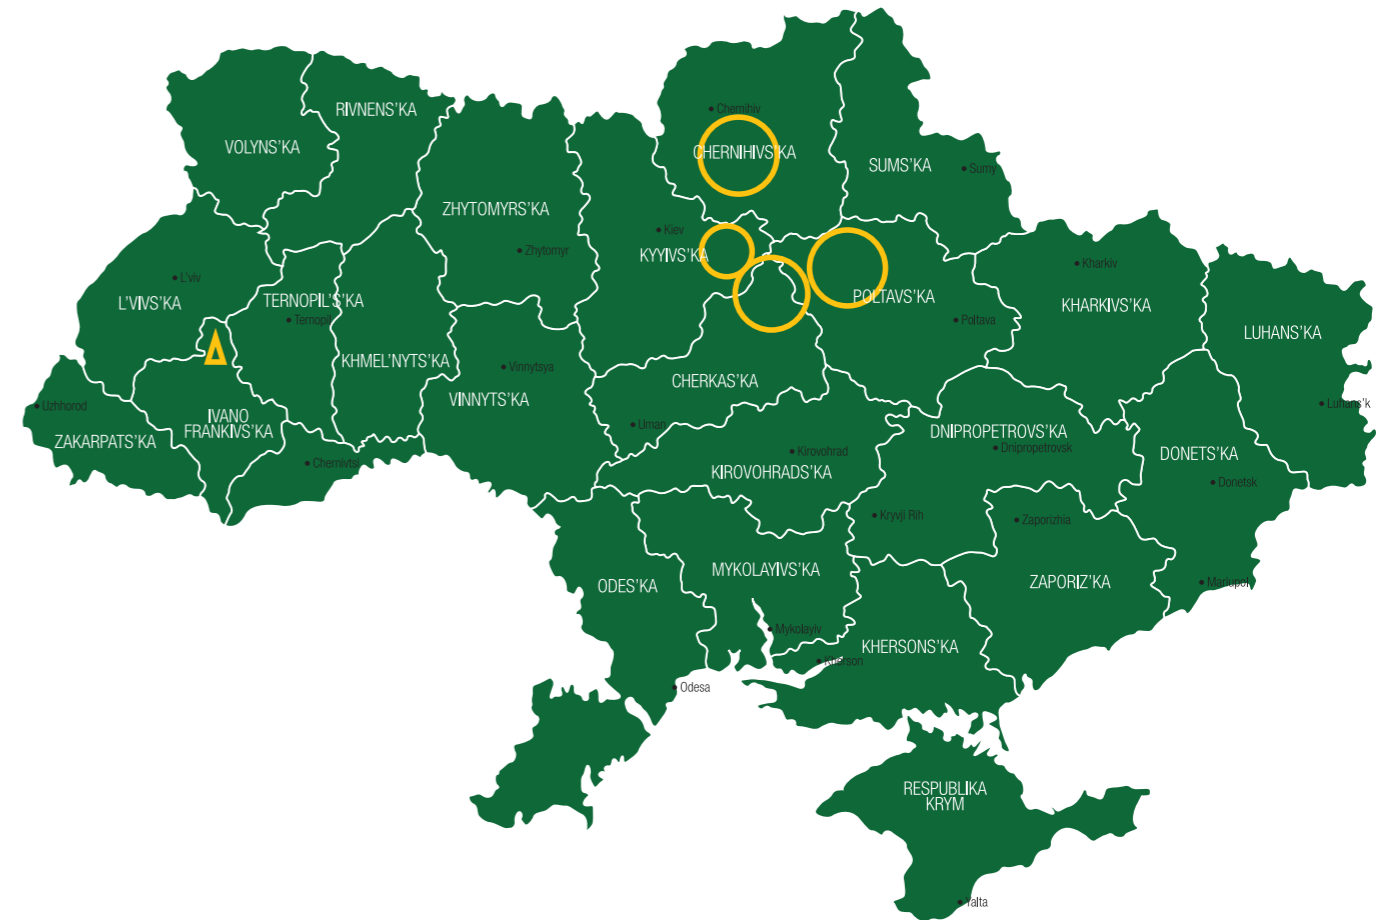 Chernihiv
RIVNENS'KA
VOLYNS'KA
CHERNIHIVS'KA
SUMS'KA
Sumy
ZHYTOMYRS'KA
Kiev
Zhytomyr
KYYIVS'KA
Kharkiv
L'viv
L'VIVS'KA
TERNOPIL'S'KA
POLTAVS'KA
KHARKIVS'KA
Ternopil
Poltava
LUHANS'KA
KHMEL'NYTS'KA
Vinnytsya
CHERKAS'KA
VINNYTS'KA
Uzhhorod
Luhans'k
IVANO
FRANKIVS'KA
Uman
DNIPROPETROVS'KA
ZAKARPATS'KA
Kirovohrad
Dnipropetrovsk
DONETS'KA
Chernivtsi
KIROVOHRADS'KA
Donetsk
Kryvji Rih
Zaporizhia
MYKOLAYIVS'KA
ODES'KA
ZAPORIZ'KA
Mariupol
Mykolayiv
KHERSONS'KA
Kherson
Odesa
RESPUBLIKA
KRYM
Yalta